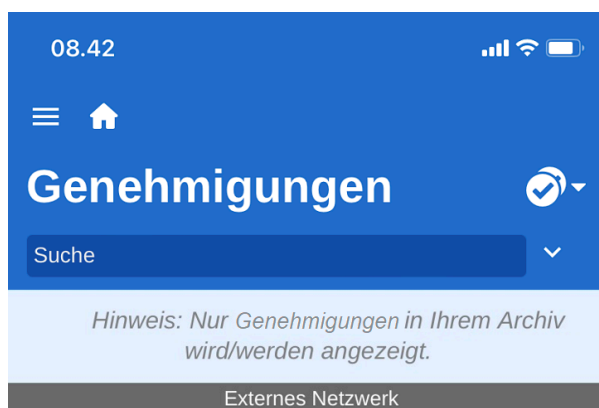 08.42
Genehmigungen
Suche
Hinweis: Nur Genehmigungen in Ihrem Archiv
wird/werden angezeigt.
Externes Netzwerk